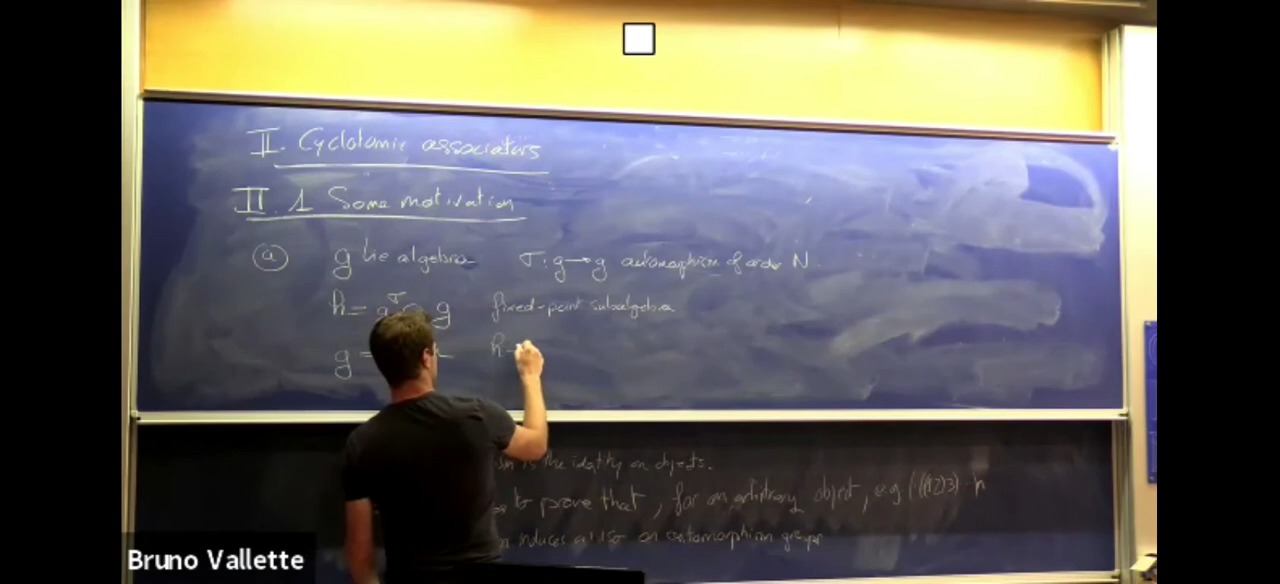 II. Cyclotomic associators
II.1 Some motivation
(a) g Lie algebra σ: g→g automorphism of order N.
h = g^σ ⊂ g fixed-point subalgebra
g = h
is the identity on objects.
to prove that, for an arbitrary object, e.g. (((12)3)⋯n
induces a iso on automorphism groups
Bruno Vallette